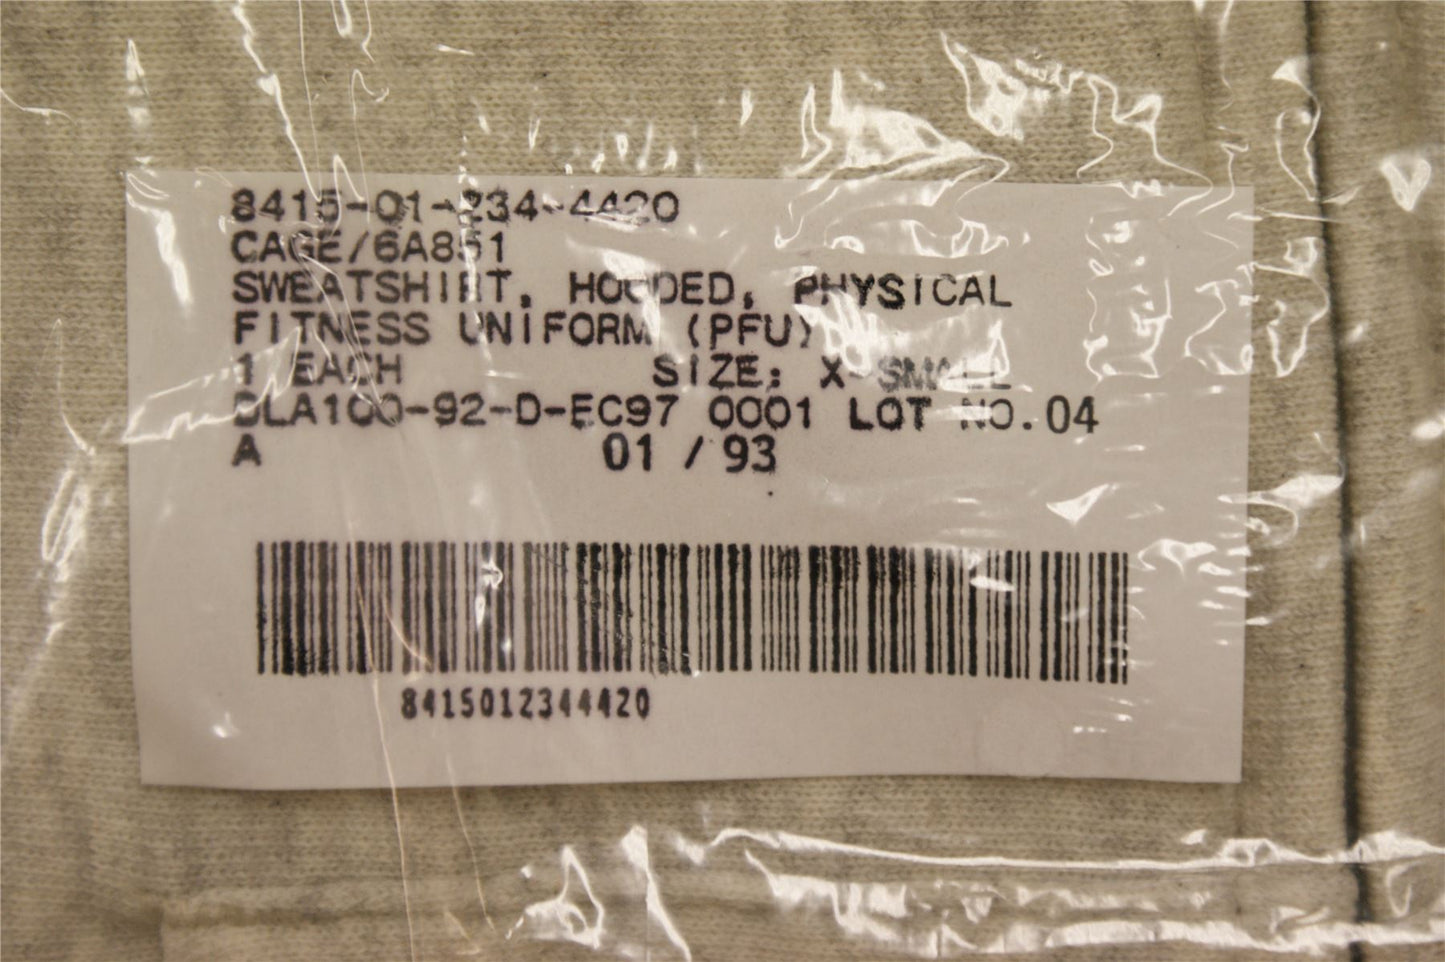 8415-01-234-4420
CAGE/6A851
SWEATSHIRT, HOODED, PHYSICAL
FITNESS UNIFORM (PFU)
1 EACH SIZE: X-SMALL
DLA100-92-D-EC97 0001 LOT NO.04
A 01 / 93
8415012344420